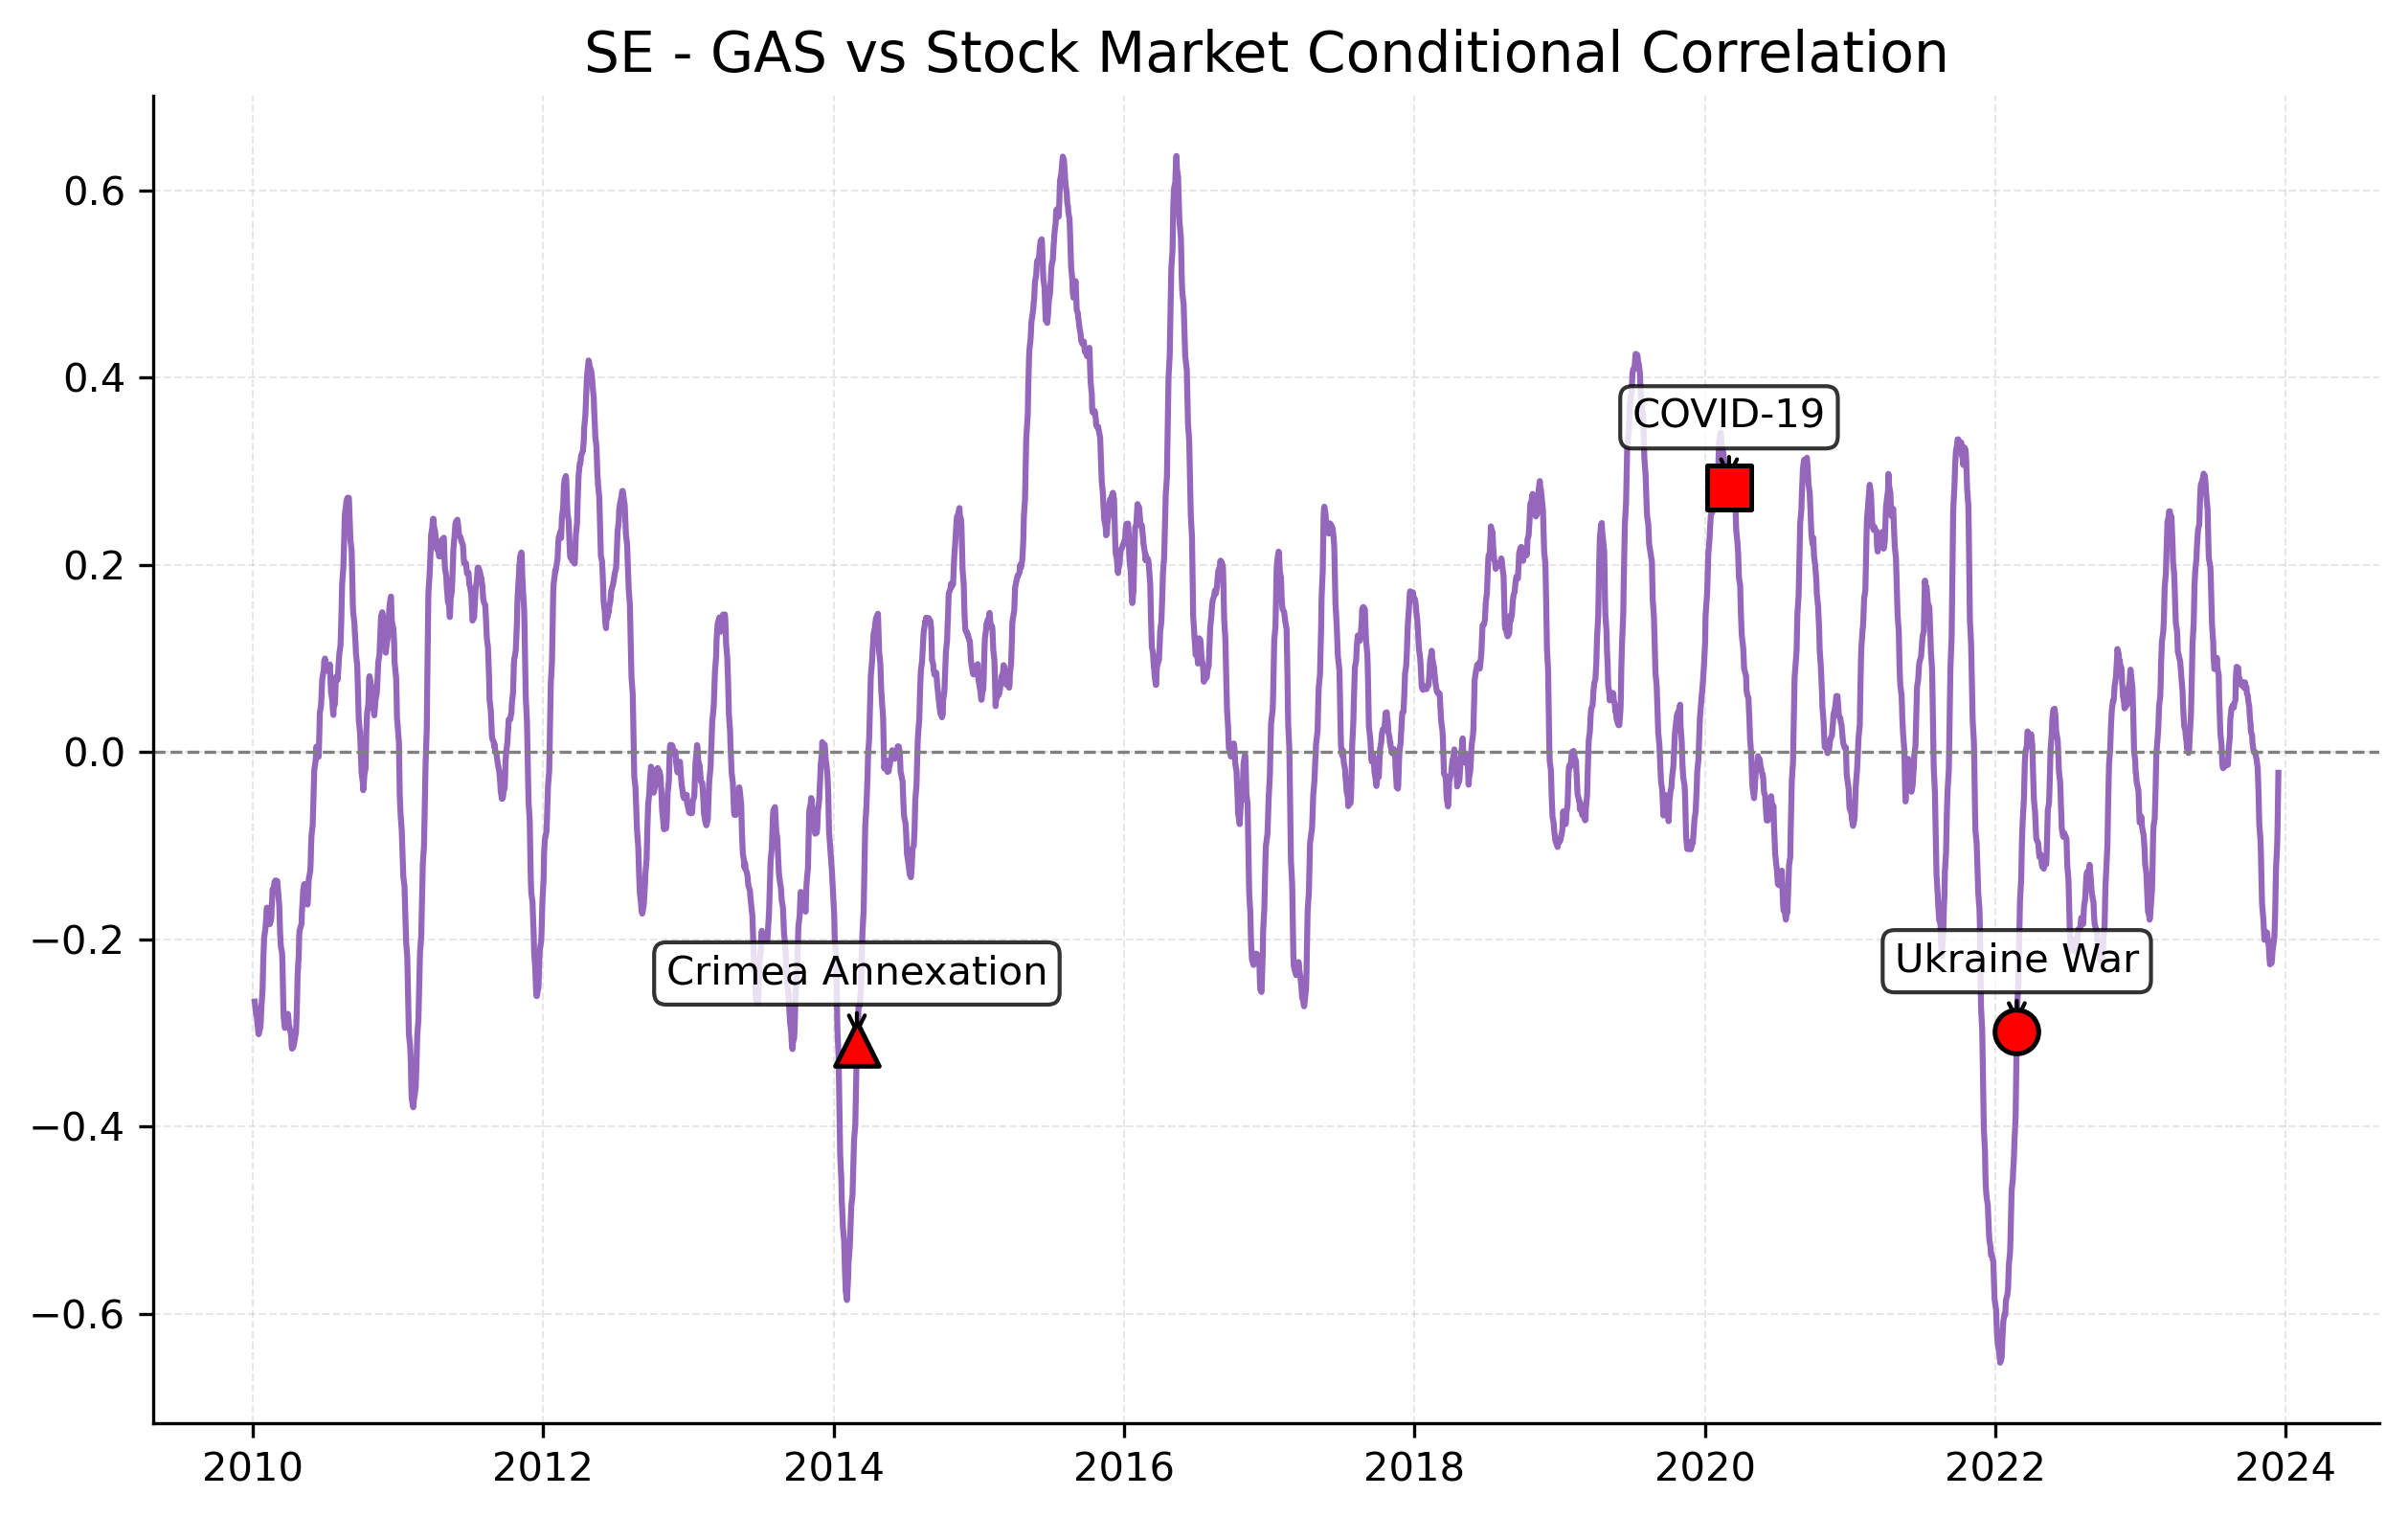 SE - GAS vs Stock Market Conditional Correlation
0.6
0.4
0.2
0.0
−0.2
−0.4
−0.6
COVID-19
Crimea Annexation
Ukraine War
2010 2012 2014 2016 2018 2020 2022 2024